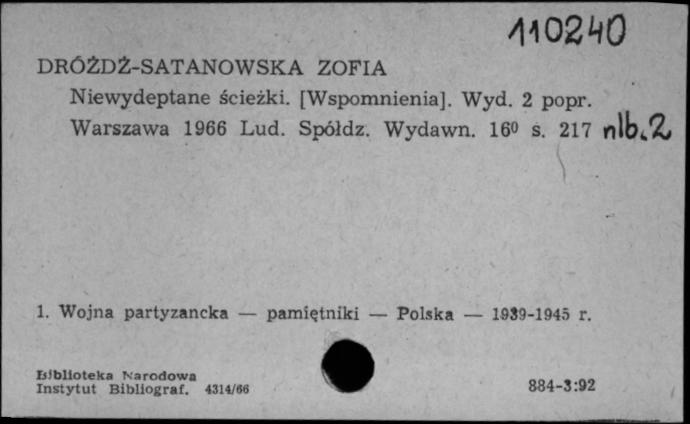 110240
DRÓŻDŻ-SATANOWSKA ZOFIA
Niewydeptane ścieżki. [Wspomnienia]. Wyd. 2 popr.
Warszawa 1966 Lud. Spółdz. Wydawn. 16⁰ s. 217 nlb. 2
1. Wojna partyzancka — pamiętniki — Polska — 1939-1945 r.
Biblioteka Narodowa
Instytut Bibliograf. 4314/66
884-3:92